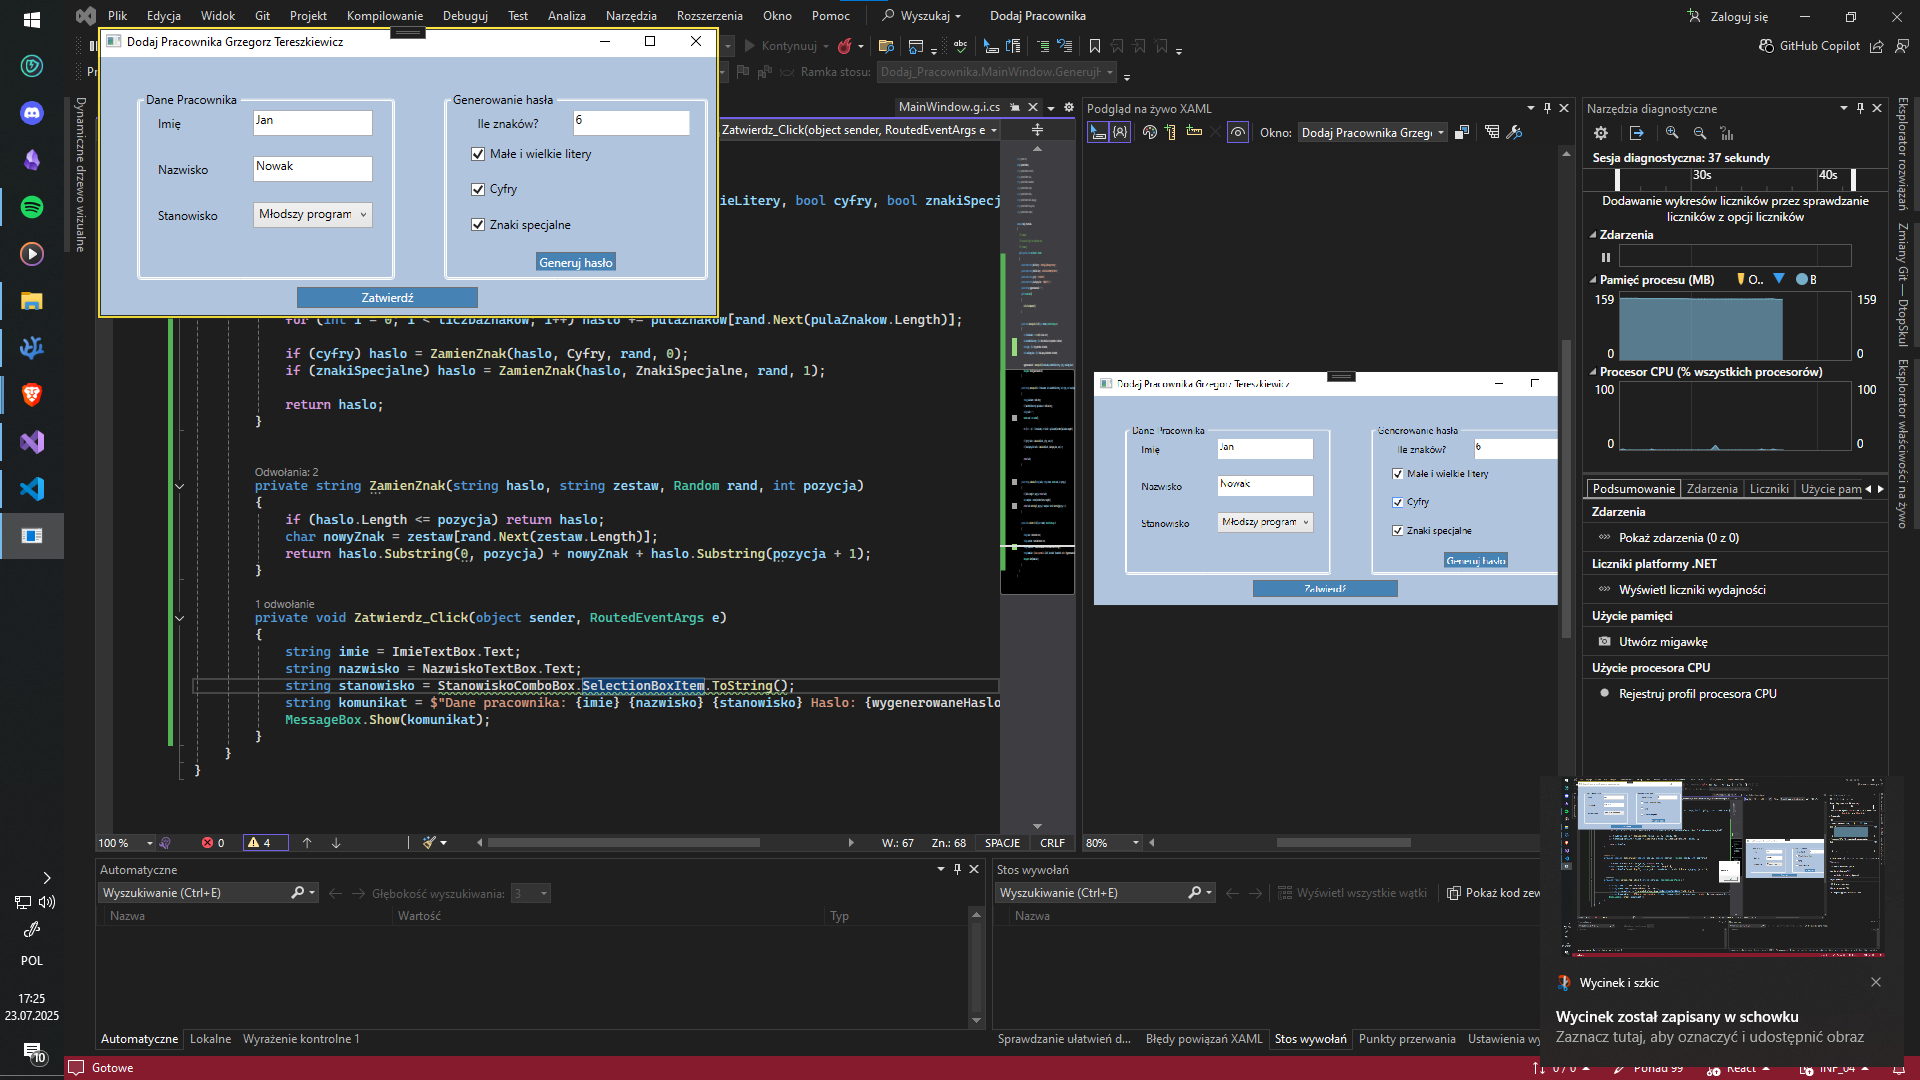 Plik Edycja Widok Git Projekt Kompilowanie Debuguj Test Analiza Narzędzia Rozszerzenia Okno Pomoc Wyszukaj Dodaj Pracownika Zaloguj się
Kontynuuj GitHub Copilot
Ramka stosu: Dodaj_Pracownika.MainWindow.GenerujH
Dodaj Pracownika Grzegorz Tereszkiewicz
Dane Pracownika
Imię Jan
Nazwisko Nowak
Stanowisko Młodszy program
Generowanie hasła
Ile znaków? 6
Małe i wielkie litery
Cyfry
Znaki specjalne
Generuj hasło
Zatwierdź
Dynamiczne drzewo wizualne
MainWindow.g.i.cs
Zatwierdz_Click(object sender, RoutedEventArgs e
ieLitery, bool cyfry, bool znakiSpecj
for (int i = 0; i < liczbaZnakow; i++) haslo += pulaZnakow[rand.Next(pulaZnakow.Length)];
if (cyfry) haslo = ZamienZnak(haslo, Cyfry, rand, 0);
if (znakiSpecjalne) haslo = ZamienZnak(haslo, ZnakiSpecjalne, rand, 1);
return haslo;
}
Odwołania: 2
private string ZamienZnak(string haslo, string zestaw, Random rand, int pozycja)
{
if (haslo.Length <= pozycja) return haslo;
char nowyZnak = zestaw[rand.Next(zestaw.Length)];
return haslo.Substring(0, pozycja) + nowyZnak + haslo.Substring(pozycja + 1);
}
1 odwołanie
private void Zatwierdz_Click(object sender, RoutedEventArgs e)
{
string imie = ImieTextBox.Text;
string nazwisko = NazwiskoTextBox.Text;
string stanowisko = StanowiskoComboBox.SelectionBoxItem.ToString();
string komunikat = $"Dane pracownika: {imie} {nazwisko} {stanowisko} Haslo: {wygenerowaneHaslo
MessageBox.Show(komunikat);
}
}
}
100 % 0 4 W.: 67 Zn.: 68 SPACJE CRLF
Podgląd na żywo XAML
Okno: Dodaj Pracownika Grzego
Dodaj Pracownika Grzegorz Tereszkiewicz
Dane Pracownika
Imię Jan
Nazwisko Nowak
Stanowisko Młodszy program
Generowanie hasła
Ile znaków? 6
Małe i wielkie litery
Cyfry
Znaki specjalne
Generuj hasło
Zatwierdź
80%
Narzędzia diagnostyczne
Sesja diagnostyczna: 37 sekundy
30s 40s
Dodawanie wykresów liczników przez sprawdzanie
liczników z opcji liczników
Zdarzenia
Pamięć procesu (MB) O.. B
159 159
0 0
Procesor CPU (% wszystkich procesorów)
100 100
0 0
Podsumowanie Zdarzenia Liczniki Użycie pam
Zdarzenia
Pokaż zdarzenia (0 z 0)
Liczniki platformy .NET
Wyświetl liczniki wydajności
Użycie pamięci
Utwórz migawkę
Użycie procesora CPU
Rejestruj profil procesora CPU
Eksplorator rozwiązań
Zmiany Git — DtopSkul
Eksplorator właściwości na żywo
Automatyczne
Wyszukiwanie (Ctrl+E) Głębokość wyszukiwania: 3
Nazwa Wartość Typ
Automatyczne Lokalne Wyrażenie kontrolne 1
Stos wywołań
Wyszukiwanie (Ctrl+E) Wyświetl wszystkie wątki Pokaż kod zew
Nazwa
Sprawdzanie ułatwień d... Błędy powiązań XAML Stos wywołań Punkty przerwania Ustawienia wy
Wycinek i szkic
Wycinek został zapisany w schowku
Zaznacz tutaj, aby oznaczyć i udostępnić obraz
POL
17:25
23.07.2025
10
Gotowe 0 / 0 Ponad 99 React INF_04